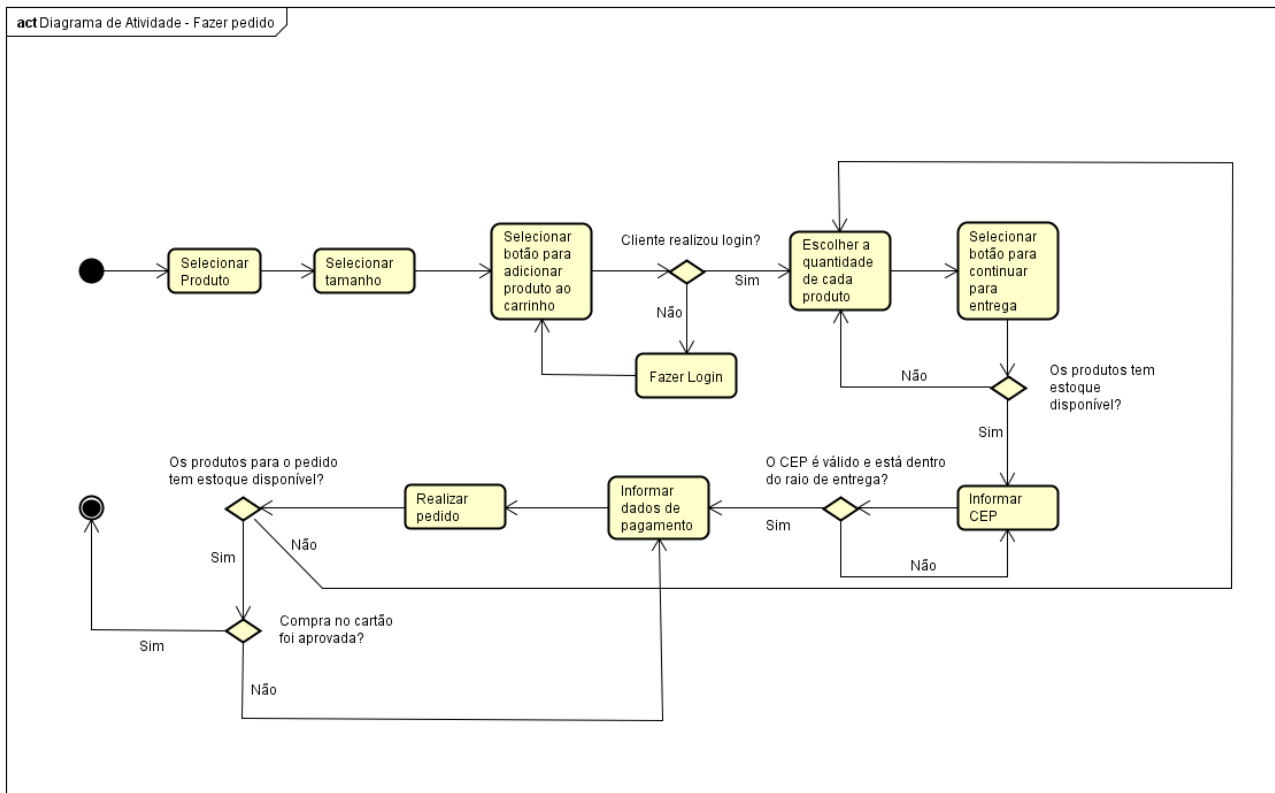 act Diagrama de Atividade - Fazer pedido
Selecionar
Produto
Selecionar
tamanho
Selecionar
botão para
adicionar
produto ao
carrinho
Cliente realizou login?
Sim
Não
Fazer Login
Escolher a
quantidade
de cada
produto
Selecionar
botão para
continuar
para
entrega
Não
Os produtos tem
estoque
disponível?
Sim
Informar
CEP
O CEP é válido e está dentro
do raio de entrega?
Sim
Não
Informar
dados de
pagamento
Realizar
pedido
Os produtos para o pedido
tem estoque disponível?
Não
Sim
Compra no cartão
foi aprovada?
Sim
Não